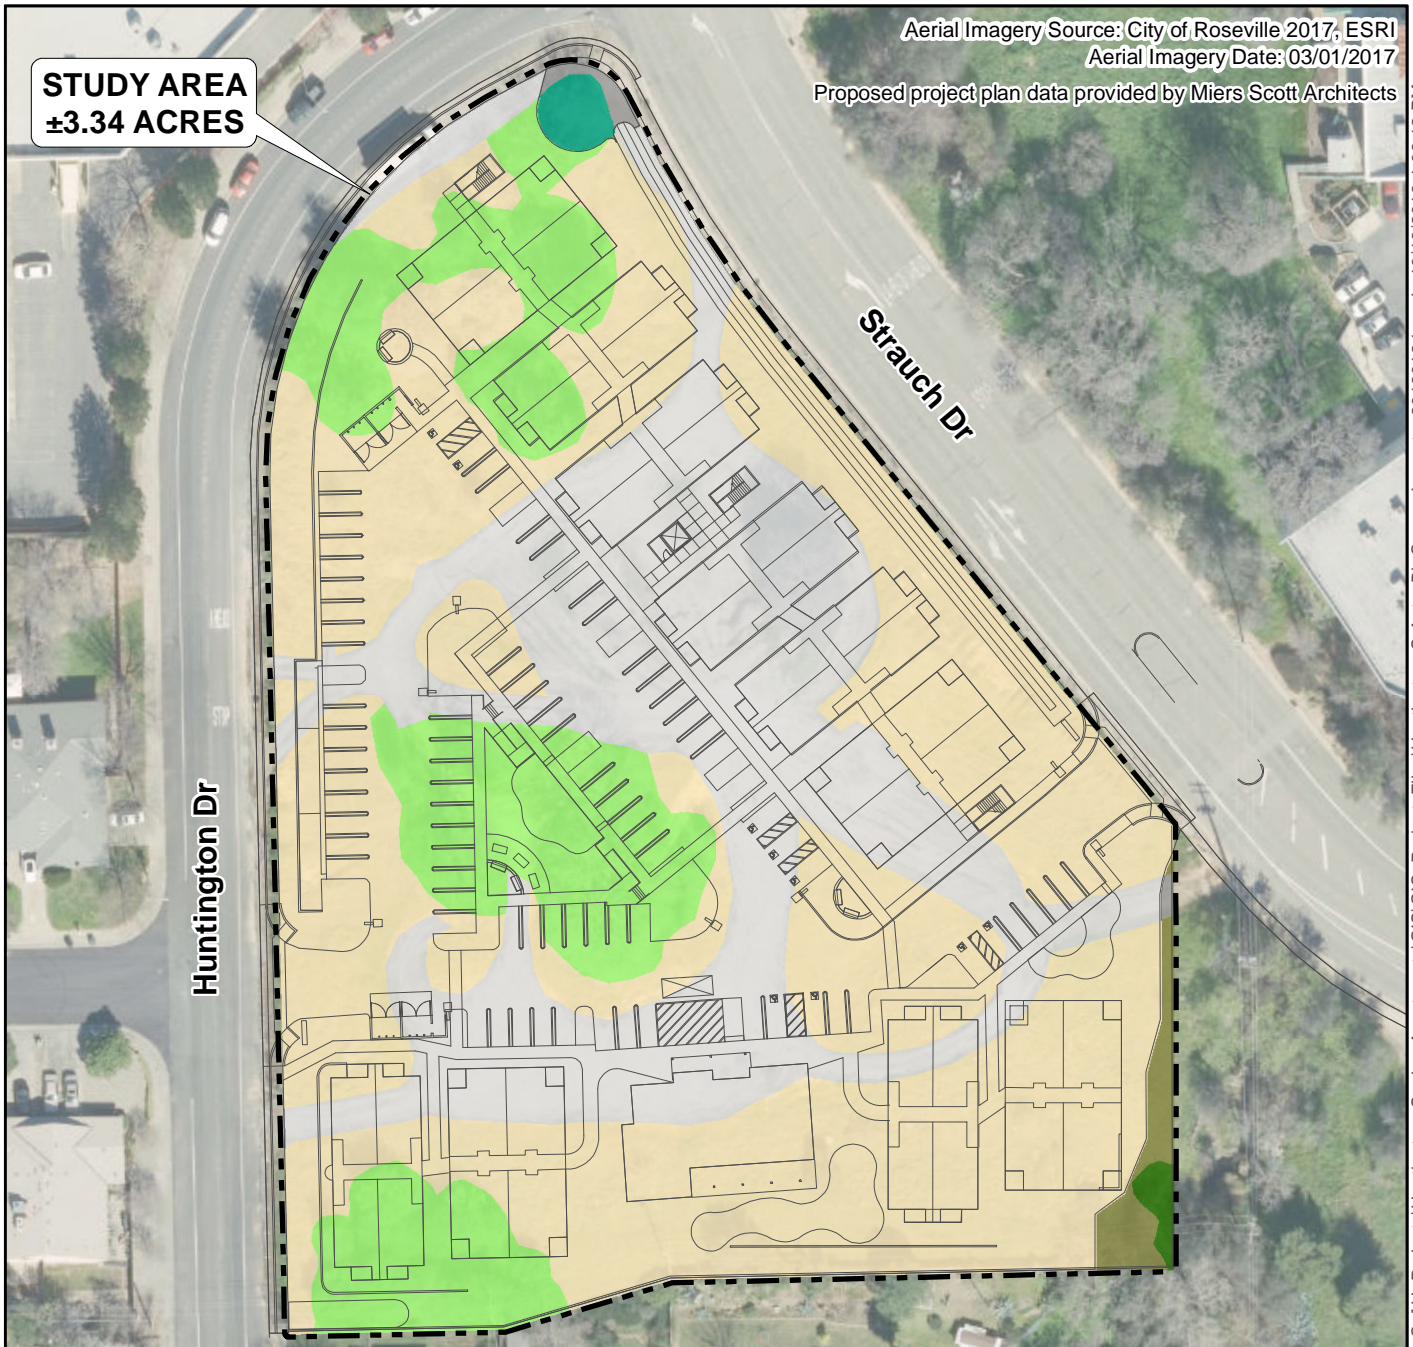 Aerial Imagery Source: City of Roseville 2017, ESRI
Aerial Imagery Date: 03/01/2017
Proposed project plan data provided by Miers Scott Architects
STUDY AREA
±3.34 ACRES
Strauch Dr
Huntington Dr
STOP